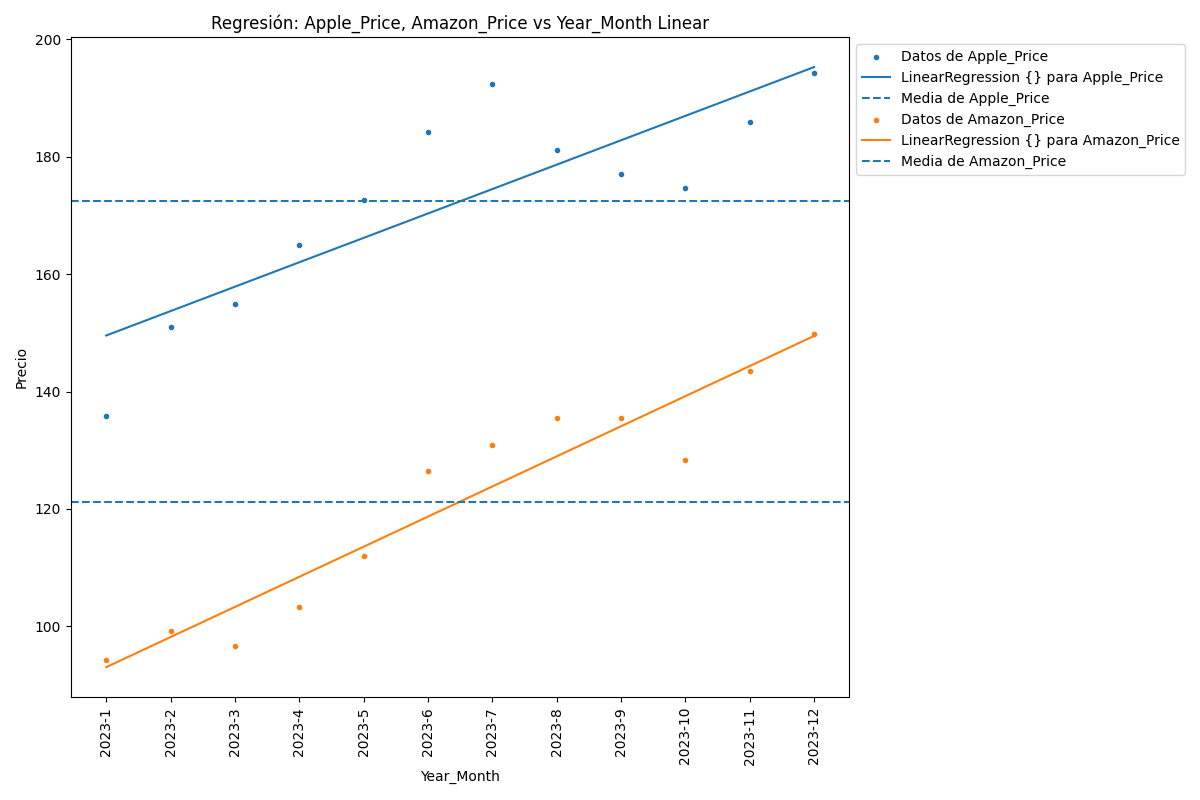 Regresión: Apple_Price, Amazon_Price vs Year_Month Linear
Datos de Apple_Price
LinearRegression {} para Apple_Price
Media de Apple_Price
Datos de Amazon_Price
LinearRegression {} para Amazon_Price
Media de Amazon_Price
Precio
200
180
160
140
120
100
2023-1
2023-2
2023-3
2023-4
2023-5
2023-6
2023-7
2023-8
2023-9
2023-10
2023-11
2023-12
Year_Month